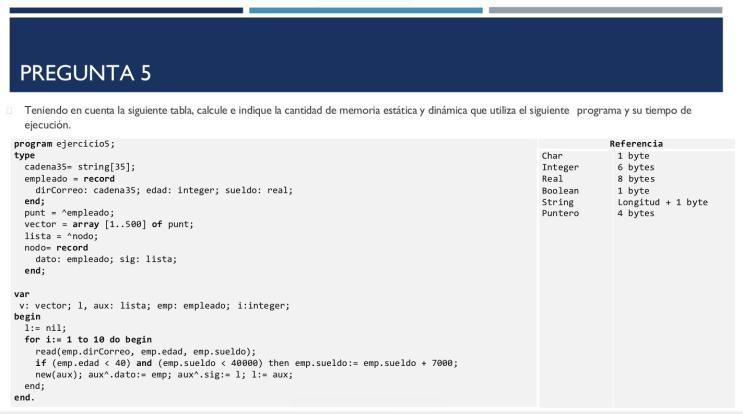 PREGUNTA 5
Teniendo en cuenta la siguiente tabla, calcule e indique la cantidad de memoria estática y dinámica que utiliza el siguiente programa y su tiempo de
ejecución.
program ejercicio5;
type
cadena35= string[35];
empleado = record
dirCorreo: cadena35; edad: integer; sueldo: real;
end;
punt = ^empleado;
vector = array [1..500] of punt;
lista = ^nodo;
nodo= record
dato: empleado; sig: lista;
end;
var
v: vector; l, aux: lista; emp: empleado; i:integer;
begin
l:= nil;
for i:= 1 to 10 do begin
read(emp.dirCorreo, emp.edad, emp.sueldo);
if (emp.edad < 40) and (emp.sueldo < 40000) then emp.sueldo:= emp.sueldo + 7000;
new(aux); aux^.dato:= emp; aux^.sig:= l; l:= aux;
end;
end.
Referencia
Char 1 byte
Integer 6 bytes
Real 8 bytes
Boolean 1 byte
String Longitud + 1 byte
Puntero 4 bytes